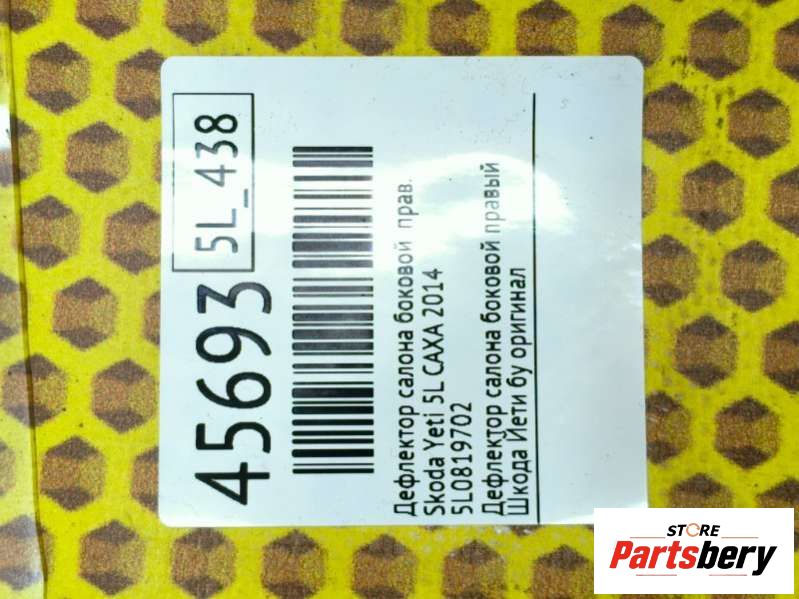 45693
5L_438
Дефлектор салона боковой прав.
Skoda Yeti 5L CAXA 2014
5L0819702
Дефлектор салона боковой правый
Шкода Йети бу оригинал
STORE
Partsbery